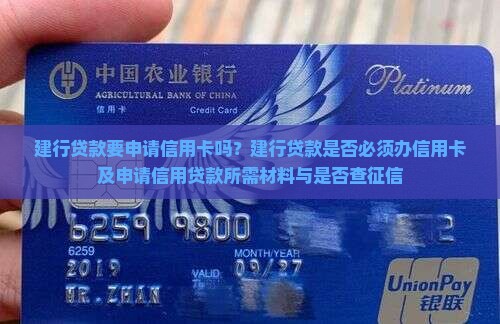 中国农业银行
AGRICULTURAL BANK OF CHINA
信用卡
Credit Card
Platinum
建行贷款要申请信用卡吗？建行贷款是否必须办信用卡
及申请信用贷款所需材料与是否查征信
6259 9800
6259
MONTH/YEAR
2019
VALID
09/27
MR.ZHAN
UnionPay
银联